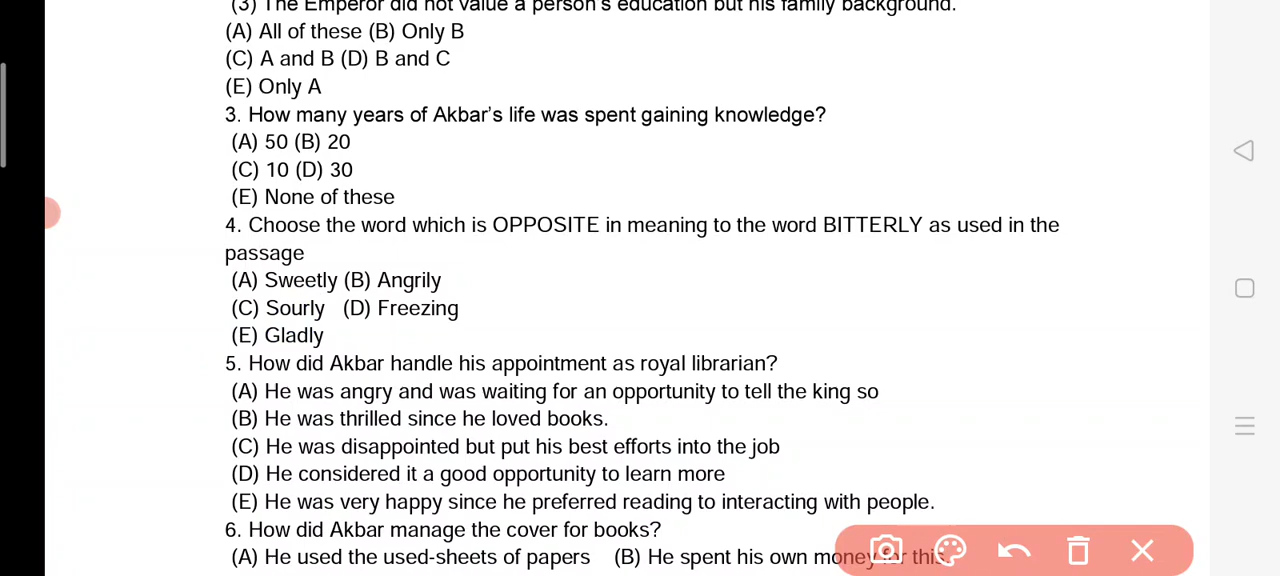 (3) The Emperor did not value a person's education but his family background.
(A) All of these (B) Only B
(C) A and B (D) B and C
(E) Only A
3. How many years of Akbar's life was spent gaining knowledge?
(A) 50 (B) 20
(C) 10 (D) 30
(E) None of these
4. Choose the word which is OPPOSITE in meaning to the word BITTERLY as used in the
passage
(A) Sweetly (B) Angrily
(C) Sourly (D) Freezing
(E) Gladly
5. How did Akbar handle his appointment as royal librarian?
(A) He was angry and was waiting for an opportunity to tell the king so
(B) He was thrilled since he loved books.
(C) He was disappointed but put his best efforts into the job
(D) He considered it a good opportunity to learn more
(E) He was very happy since he preferred reading to interacting with people.
6. How did Akbar manage the cover for books?
(A) He used the used-sheets of papers (B) He spent his own money for this.